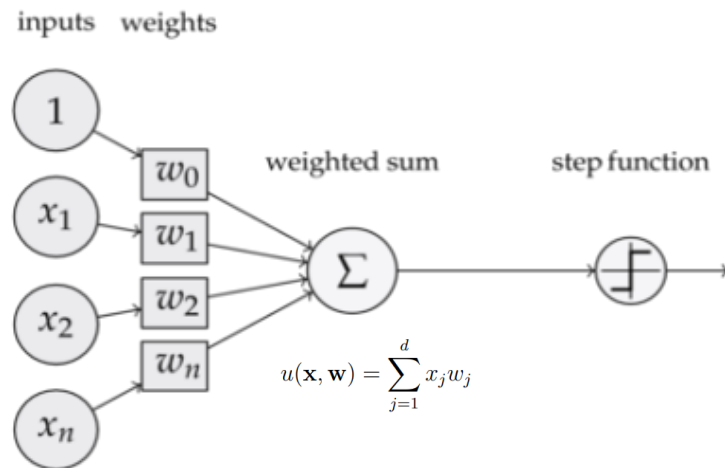 inputs weights
1
w₀
weighted sum
step function
x₁
w₁
Σ
x₂
w₂
wₙ
u(𝐱, 𝐰) = ∑_{j=1}^{d} x_j w_j
xₙ